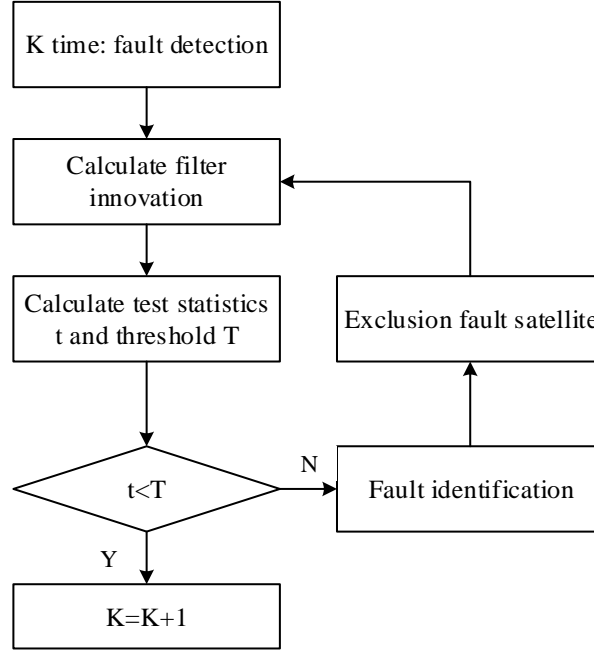 K time: fault detection
Calculate filter
innovation
Calculate test statistics
t and threshold T
Exclusion fault satellite
t<T
N
Fault identification
Y
K=K+1